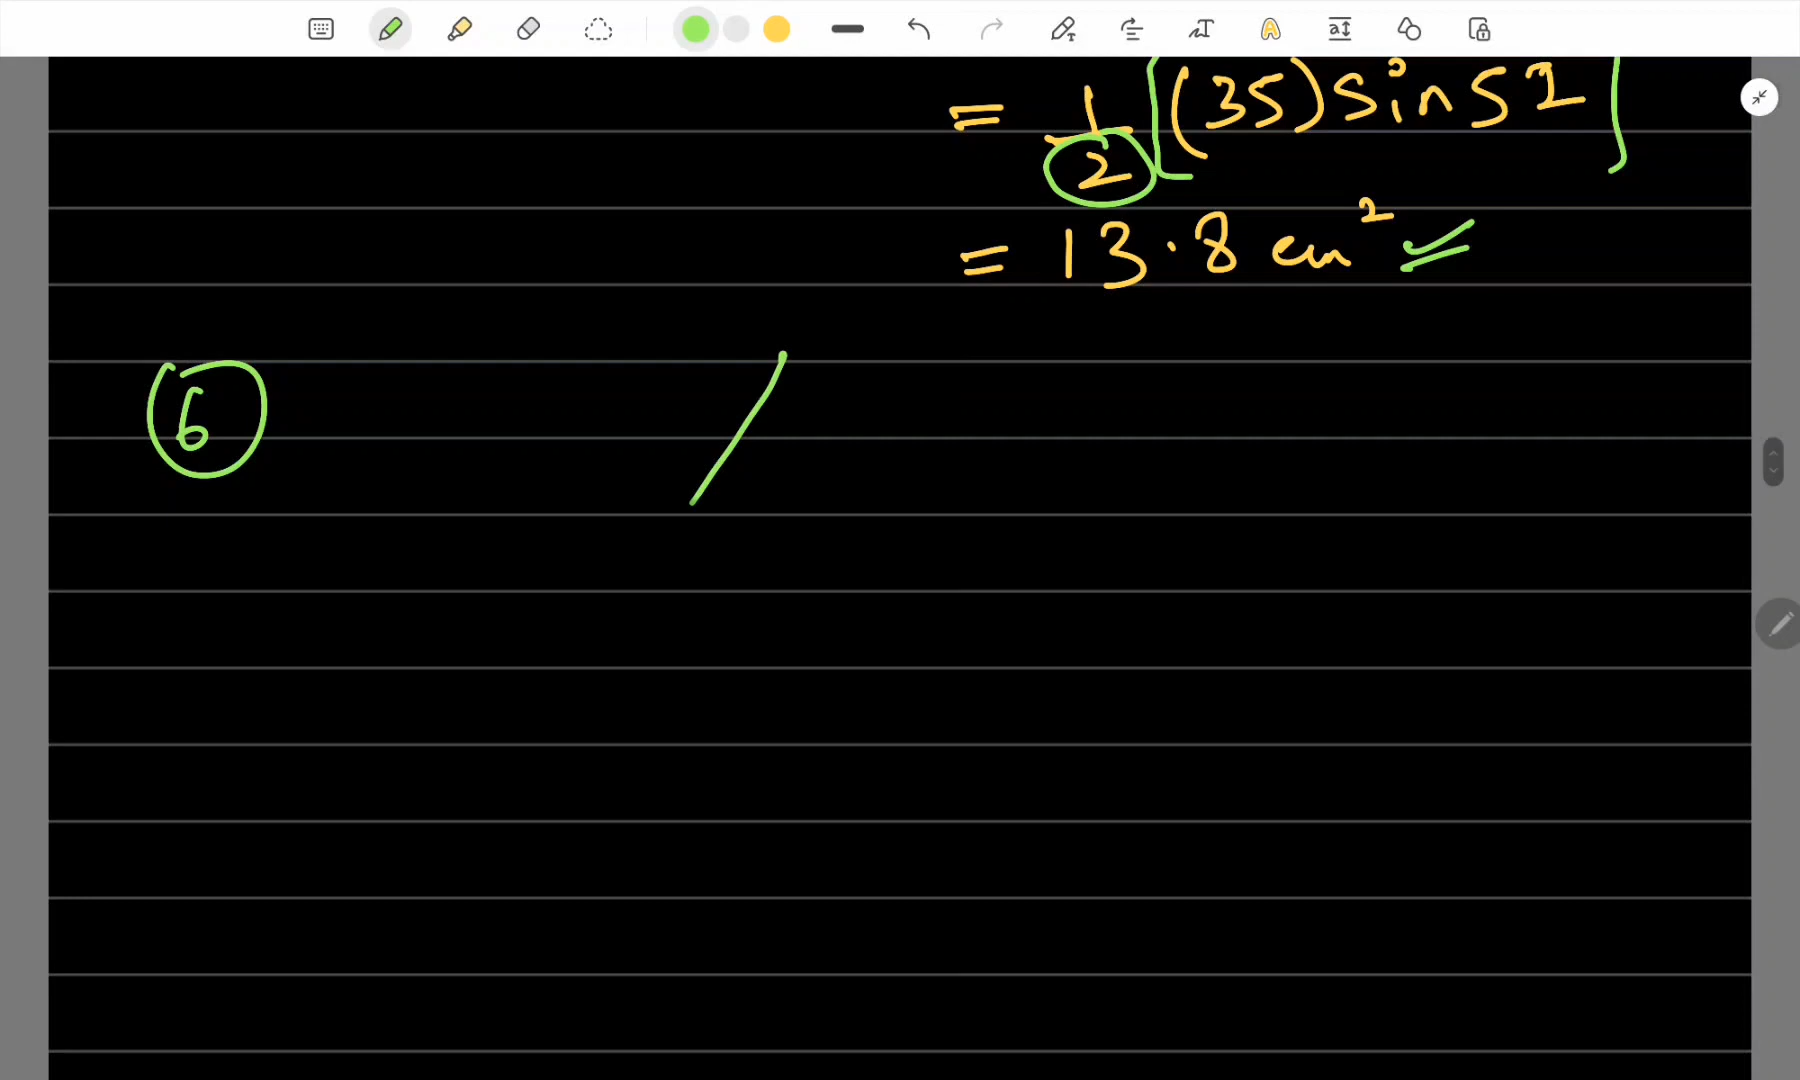 = 1/2 [(35) sin 52]
= 13.8 cm²
6